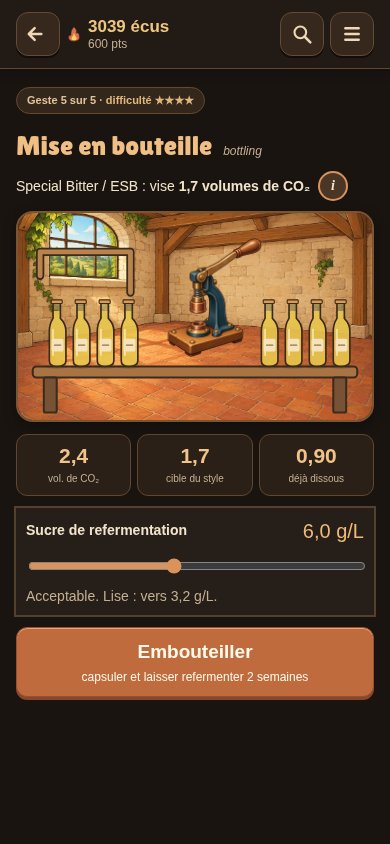 3039 écus
600 pts
Geste 5 sur 5 · difficulté ★★★★
Mise en bouteille bottling
Special Bitter / ESB : vise 1,7 volumes de CO₂ i
2,4
vol. de CO₂
1,7
cible du style
0,90
déjà dissous
Sucre de refermentation 6,0 g/L
Acceptable. Lise : vers 3,2 g/L.
Embouteiller
capsuler et laisser refermenter 2 semaines